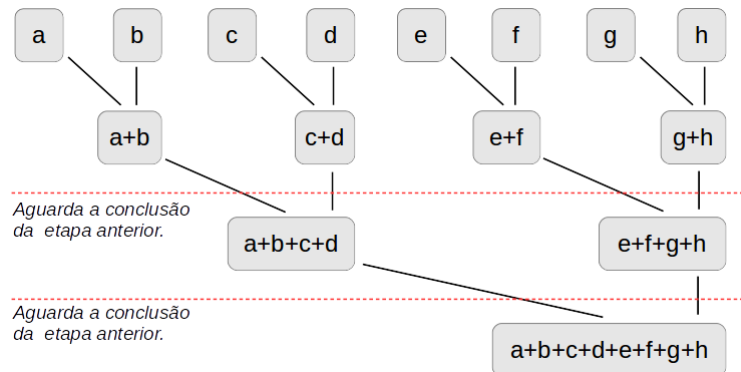 a b c d e f g h
a+b c+d e+f g+h
Aguarda a conclusão
da etapa anterior.
a+b+c+d e+f+g+h
Aguarda a conclusão
da etapa anterior.
a+b+c+d+e+f+g+h